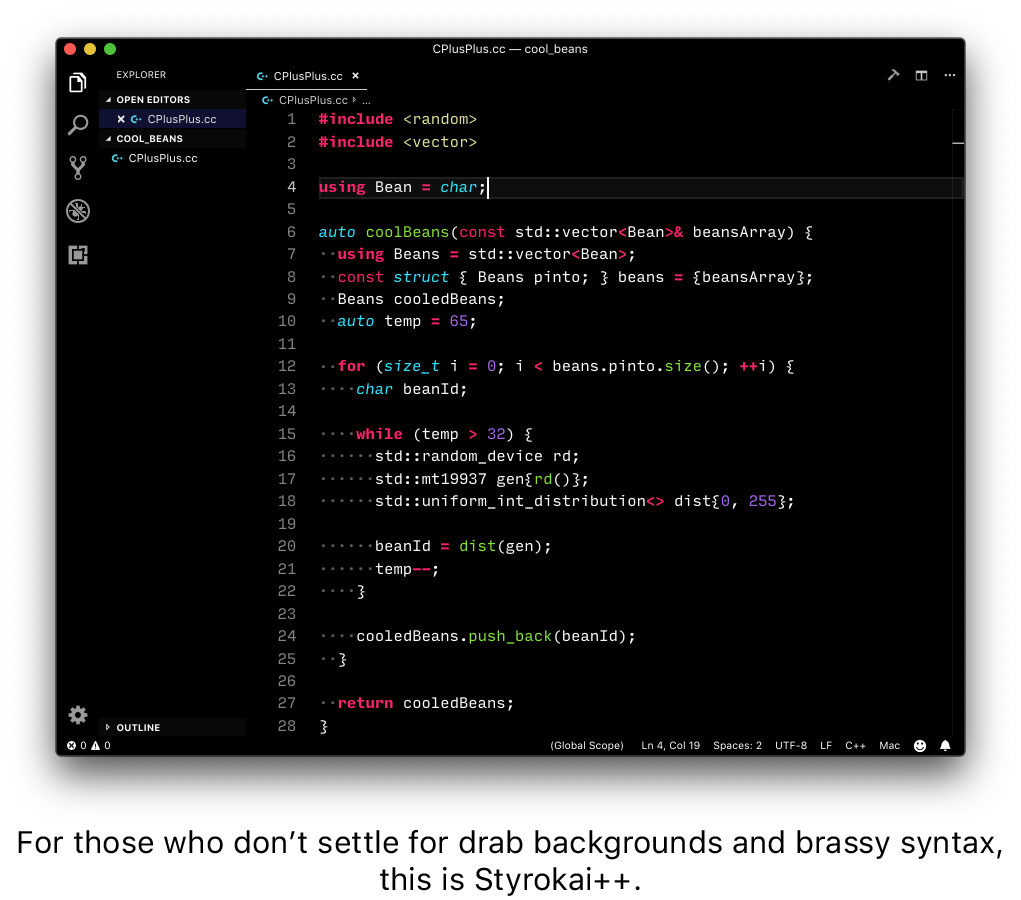 CPlusPlus.cc — cool_beans
EXPLORER
OPEN EDITORS
CPlusPlus.cc
COOL_BEANS
CPlusPlus.cc
OUTLINE
CPlusPlus.cc
CPlusPlus.cc › ...
1 #include <random>
2 #include <vector>
3
4 using Bean = char;
5
6 auto coolBeans(const std::vector<Bean>& beansArray) {
7 ··using Beans = std::vector<Bean>;
8 ··const struct { Beans pinto; } beans = {beansArray};
9 ··Beans cooledBeans;
10 ··auto temp = 65;
11
12 ··for (size_t i = 0; i < beans.pinto.size(); ++i) {
13 ····char beanId;
14
15 ····while (temp > 32) {
16 ······std::random_device rd;
17 ······std::mt19937 gen{rd()};
18 ······std::uniform_int_distribution<> dist{0, 255};
19
20 ······beanId = dist(gen);
21 ······temp--;
22 ····}
23
24 ····cooledBeans.push_back(beanId);
25 ··}
26
27 ··return cooledBeans;
28 }
0 0 (Global Scope) Ln 4, Col 19 Spaces: 2 UTF-8 LF C++ Mac
For those who don’t settle for drab backgrounds and brassy syntax,
this is Styrokai++.